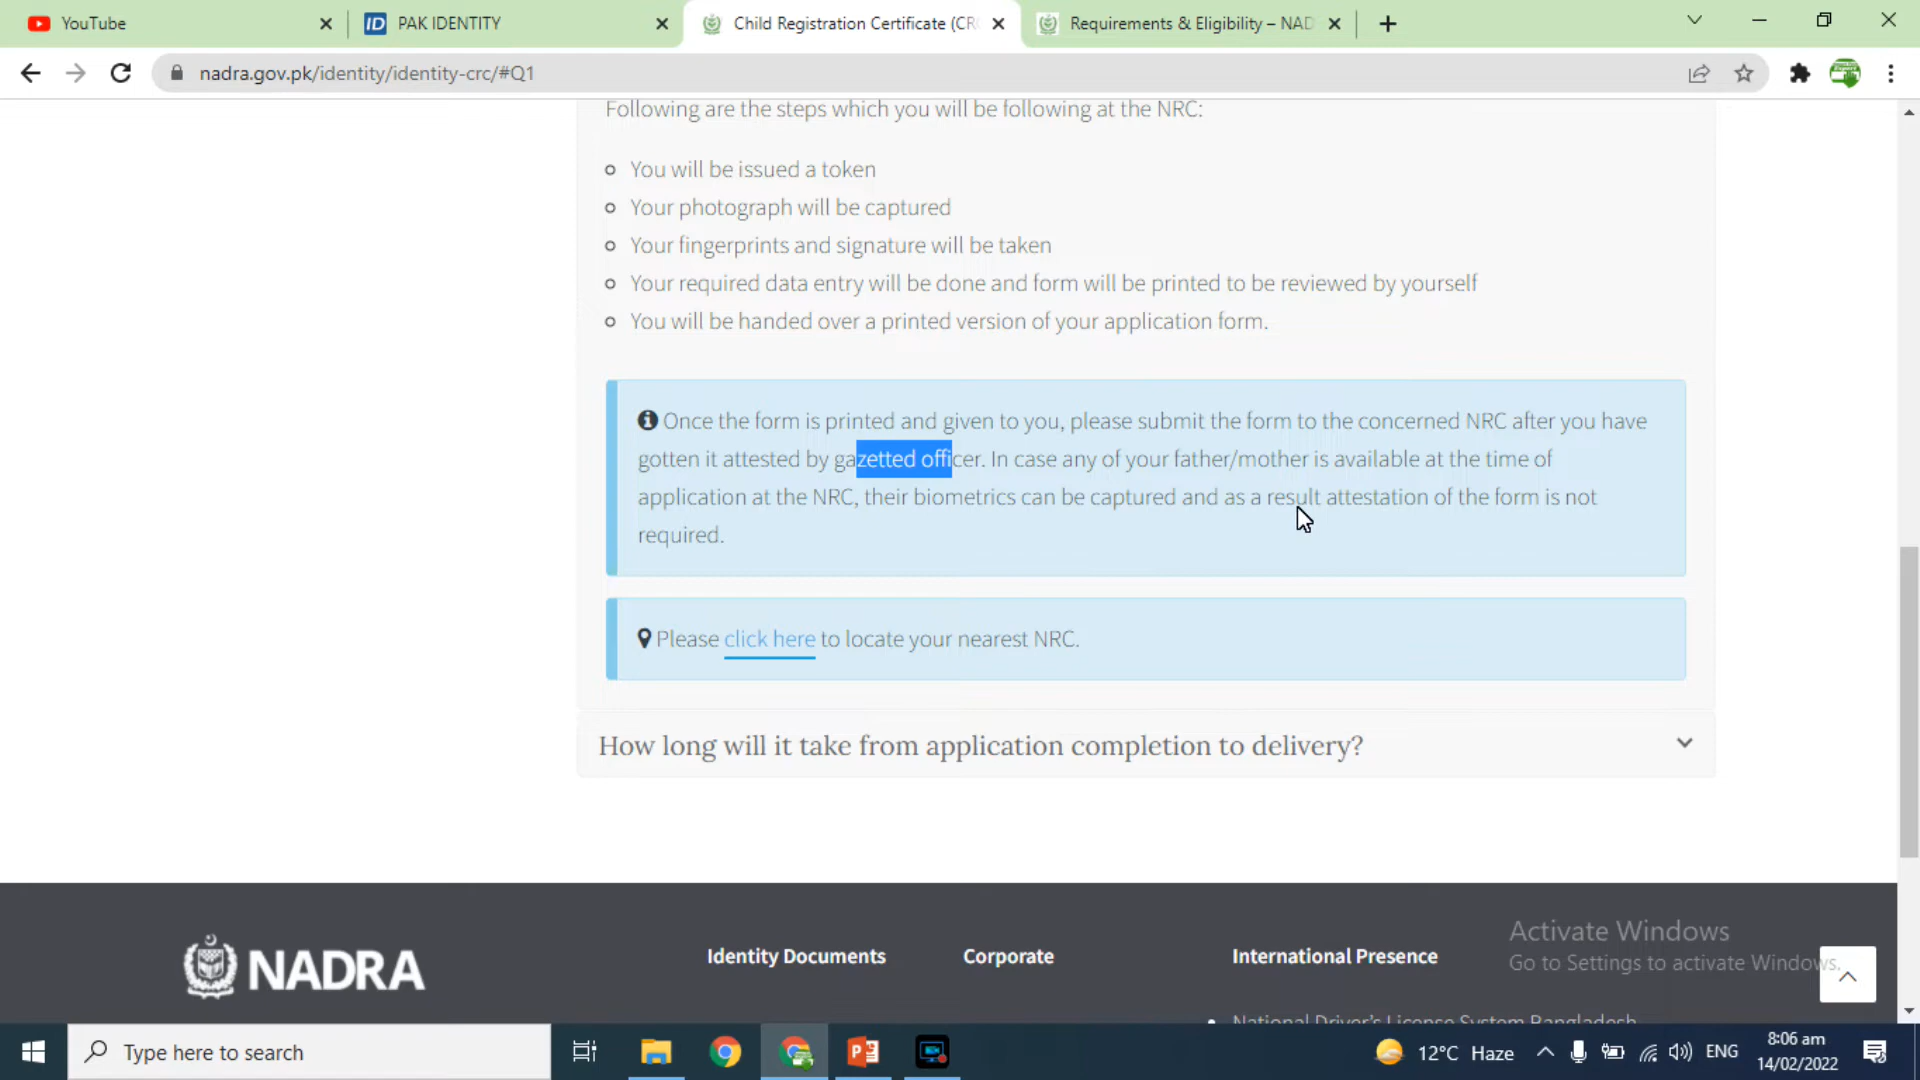 YouTube
PAK IDENTITY
Child Registration Certificate (CR
Requirements & Eligibility – NAD
nadra.gov.pk/identity/identity-crc/#Q1
Following are the steps which you will be following at the NRC:
You will be issued a token
Your photograph will be captured
Your fingerprints and signature will be taken
Your required data entry will be done and form will be printed to be reviewed by yourself
You will be handed over a printed version of your application form.
Once the form is printed and given to you, please submit the form to the concerned NRC after you have
gotten it attested by gazetted officer. In case any of your father/mother is available at the time of
application at the NRC, their biometrics can be captured and as a result attestation of the form is not
required.
Please click here to locate your nearest NRC.
How long will it take from application completion to delivery?
NADRA
Identity Documents
Corporate
International Presence
National Driver's License System Bangladesh
Activate Windows
Go to Settings to activate Windows.
Type here to search
12°C Haze
ENG
8:06 am
14/02/2022